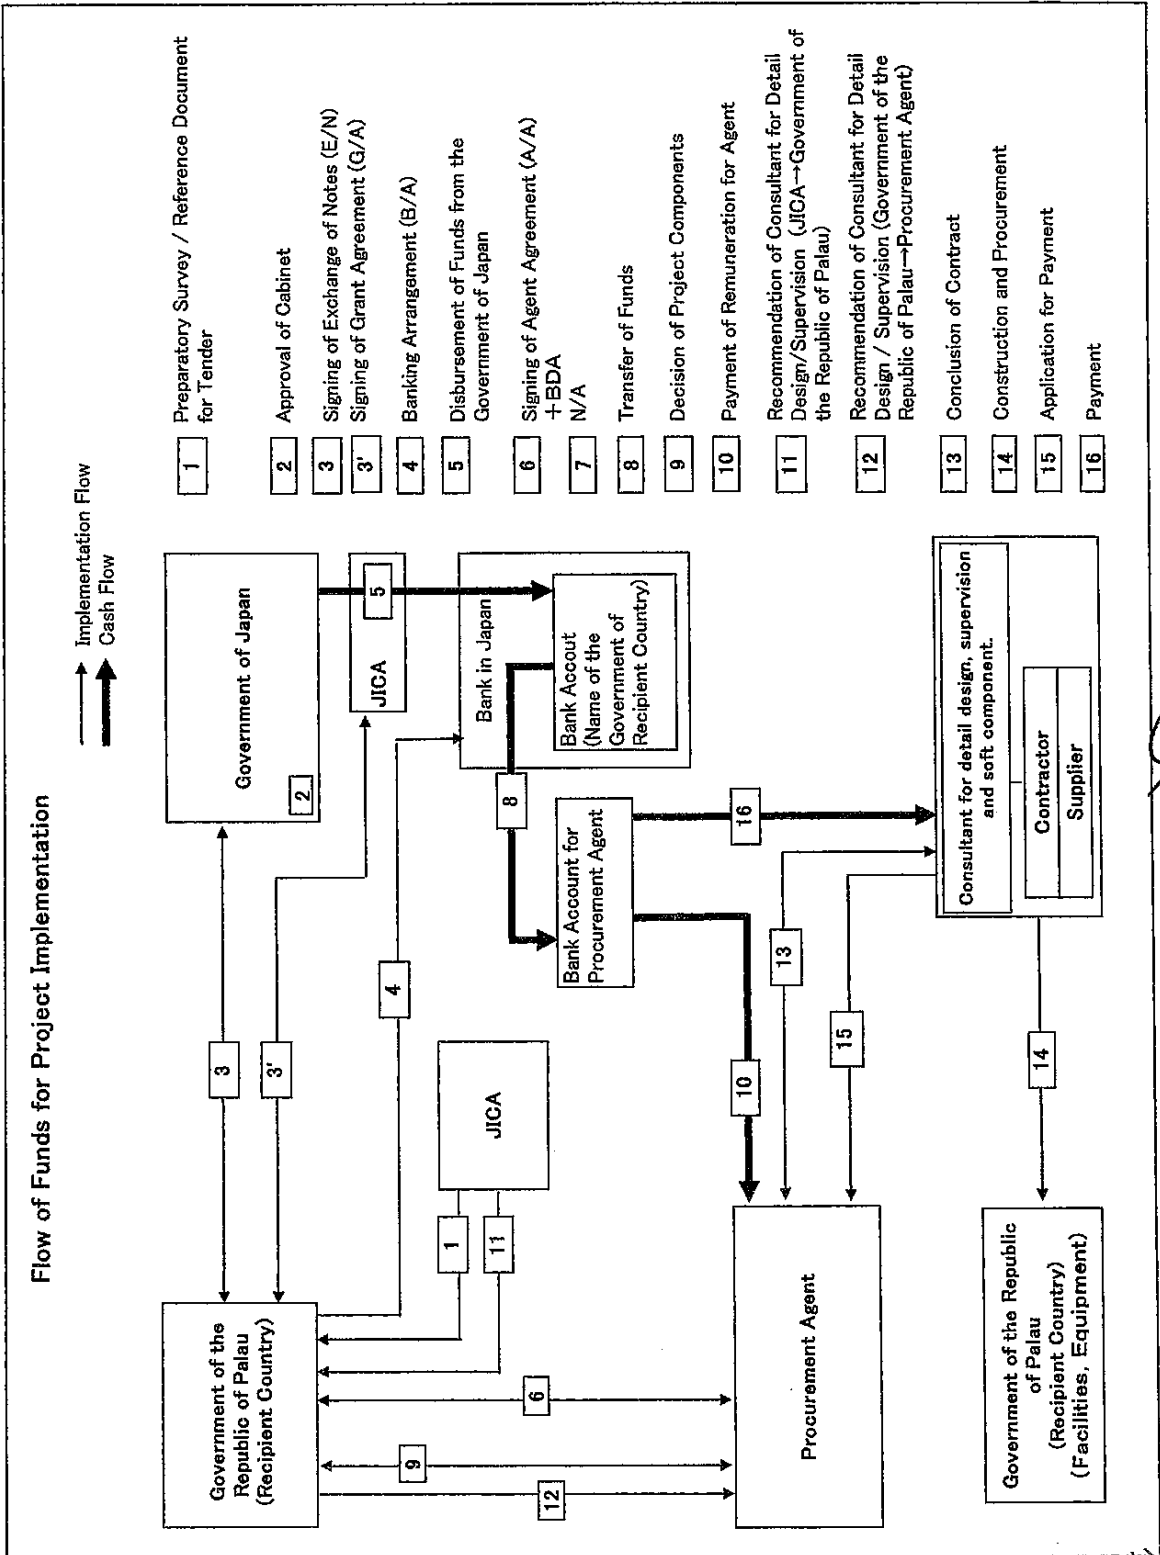 Flow of Funds for Project Implementation
Implementation Flow
Cash Flow
Government of the
Republic of Palau
(Recipient Country)
3
3'
Government of Japan
2
JICA
5
4
Bank in Japan
Bank Accout
(Name of the
Government of
Recipient Country)
8
JICA
1
11
Bank Account for
Procurement Agent
6
9
12
10
16
13
15
Procurement Agent
Consultant for detail design, supervision
and soft component.
Contractor
Supplier
14
Government of the Republic
of Palau
(Recipient Country)
(Facilities, Equipment)
1 Preparatory Survey / Reference Document
for Tender
2 Approval of Cabinet
3 Signing of Exchange of Notes (E/N)
3' Signing of Grant Agreement (G/A)
4 Banking Arrangement (B/A)
5 Disbursement of Funds from the
Government of Japan
6 Signing of Agent Agreement (A/A)
+BDA
7 N/A
8 Transfer of Funds
9 Decision of Project Components
10 Payment of Remuneration for Agent
11 Recommendation of Consultant for Detail
Design/Supervision (JICA→Government of
the Republic of Palau)
12 Recommendation of Consultant for Detail
Design / Supervision (Government of the
Republic of Palau→Procurement Agent)
13 Conclusion of Contract
14 Construction and Procurement
15 Application for Payment
16 Payment